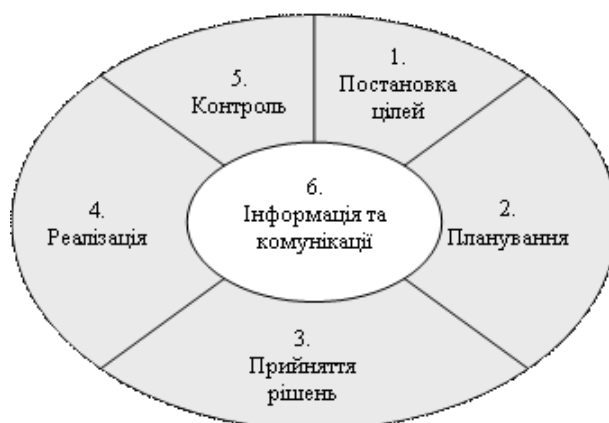 1.
Постановка
цілей
2.
Планування
3.
Прийняття
рішень
4.
Реалізація
5.
Контроль
6.
Інформація та
комунікації